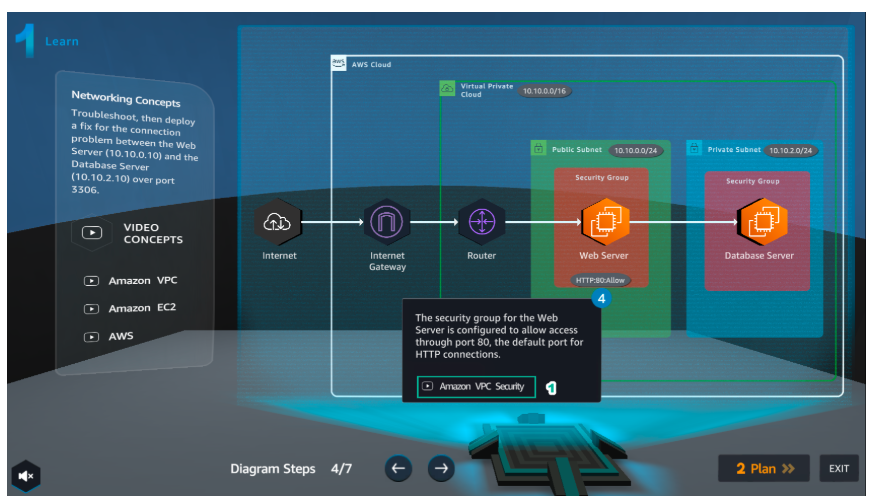 1 Learn
aws AWS Cloud
Virtual Private
Cloud
10.10.0.0/16
Networking Concepts
Troubleshoot, then deploy
a fix for the connection
problem between the Web
Server (10.10.0.10) and the
Database Server
(10.10.2.10) over port
3306.
Public Subnet 10.10.0.0/24
Private Subnet 10.10.2.0/24
Security Group
Security Group
VIDEO
CONCEPTS
Amazon VPC
Amazon EC2
AWS
Internet
Internet
Gateway
Router
Web Server
Database Server
HTTP:80:Allow
4
The security group for the Web
Server is configured to allow access
through port 80, the default port for
HTTP connections.
Amazon VPC Security 1
Diagram Steps 4/7
2 Plan
EXIT